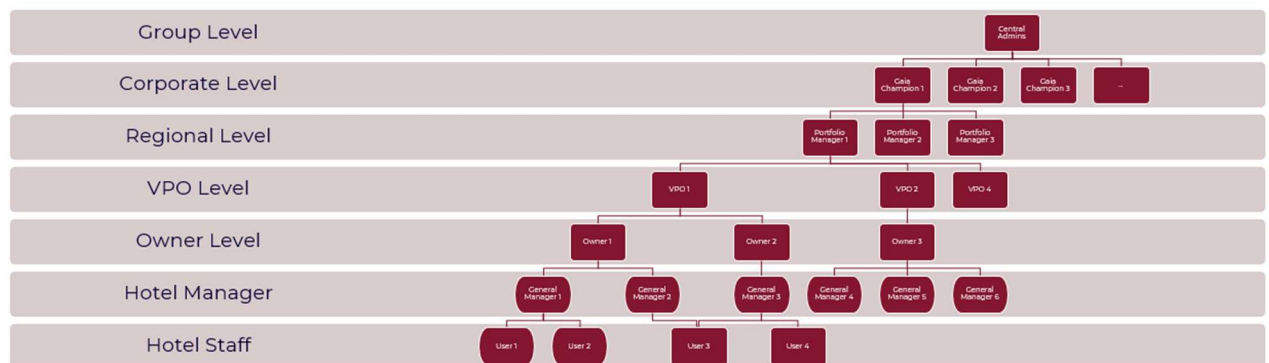 Group Level
Central
Admins
Corporate Level
Gaia
Champion 1
Gaia
Champion 2
Gaia
Champion 3
...
Regional Level
Portfolio
Manager 1
Portfolio
Manager 2
Portfolio
Manager 3
VPO Level
VPO 1
VPO 2
VPO 4
Owner Level
Owner 1
Owner 2
Owner 3
Hotel Manager
General
Manager 1
General
Manager 2
General
Manager 3
General
Manager 4
General
Manager 5
General
Manager 6
Hotel Staff
User 1
User 2
User 3
User 4